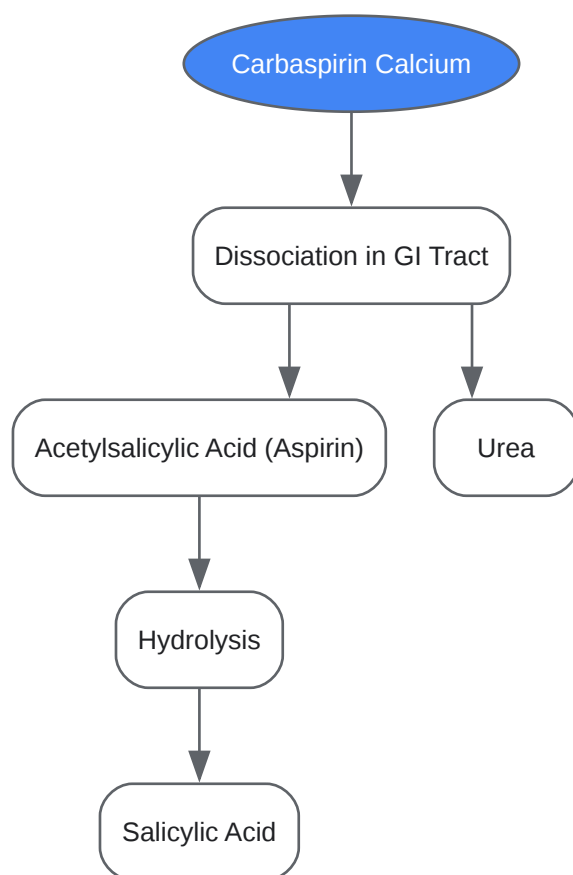 Carbaspirin Calcium
Dissociation in GI Tract
Acetylsalicylic Acid (Aspirin)
Urea
Hydrolysis
Salicylic Acid